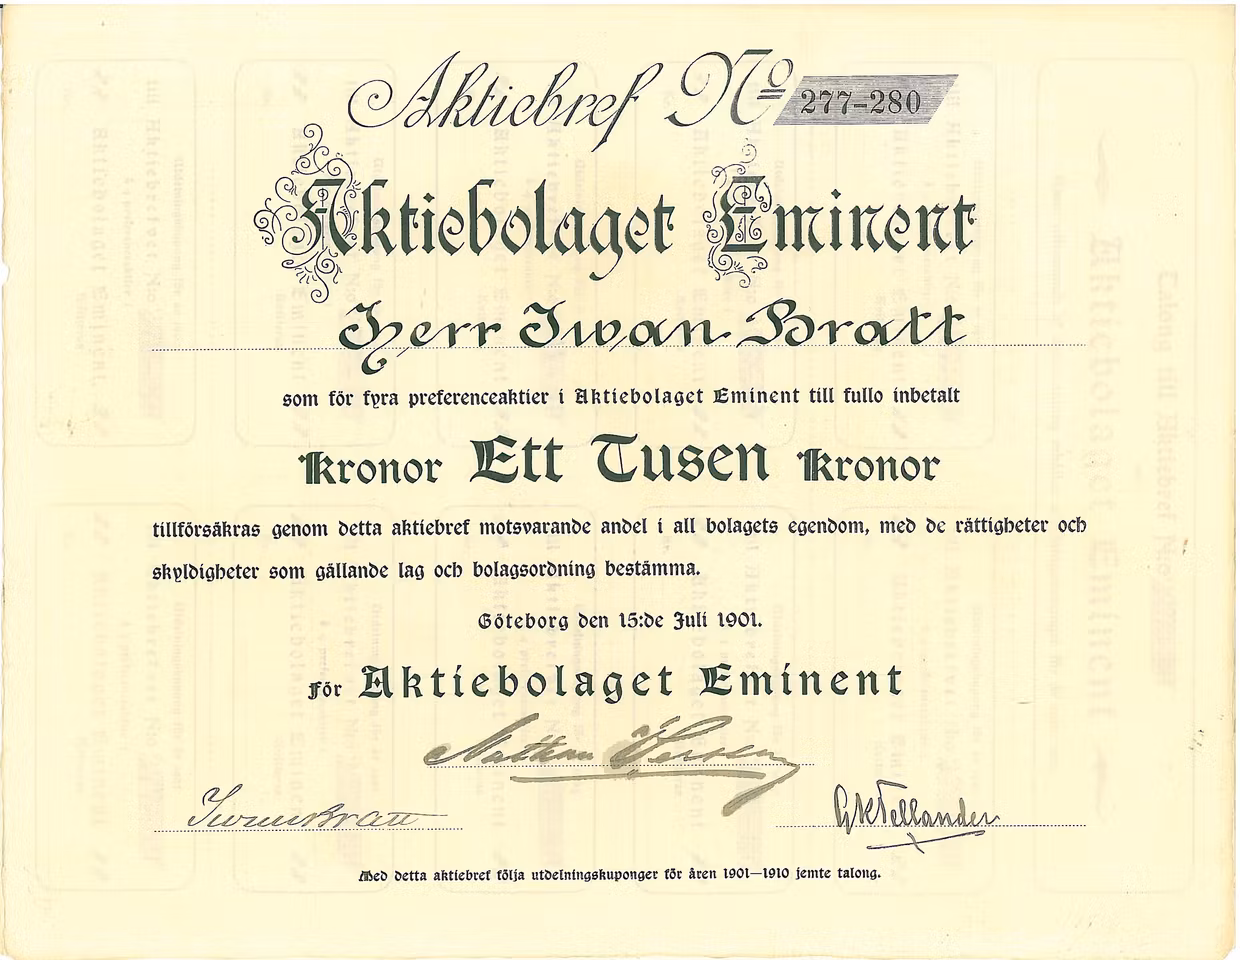 Aktiebref No 277-280
Aktiebolaget Eminent
Herr Iwan Bratt
som för fyra preferenceaktier i Aktiebolaget Eminent till fullo inbetalt
Kronor Ett Tusen Kronor
tillförsäkras genom detta aktiebref motsvarande andel i all bolagets egendom, med de rättigheter och
skyldigheter som gällande lag och bolagsordning bestämma.
Göteborg den 15:de Juli 1901.
För Aktiebolaget Eminent
Nathan
Iwan Bratt
GKTellander
Med detta aktiebref följa utdelningskuponger för åren 1901—1910 jemte talong.